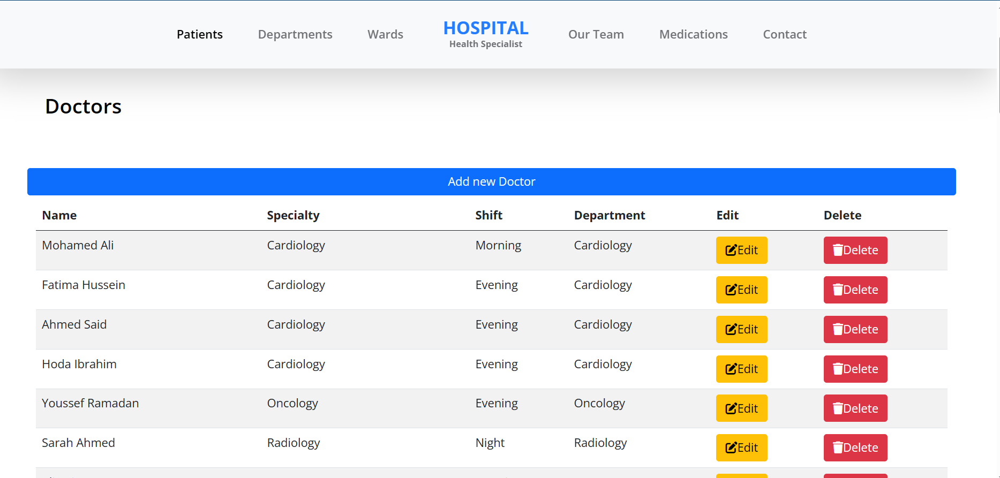 Patients Departments Wards HOSPITAL Our Team Medications Contact
Health Specialist
Doctors
Add new Doctor
Name Specialty Shift Department Edit Delete
Mohamed Ali Cardiology Morning Cardiology Edit Delete
Fatima Hussein Cardiology Evening Cardiology Edit Delete
Ahmed Said Cardiology Evening Cardiology Edit Delete
Hoda Ibrahim Cardiology Evening Cardiology Edit Delete
Youssef Ramadan Oncology Evening Oncology Edit Delete
Sarah Ahmed Radiology Night Radiology Edit Delete